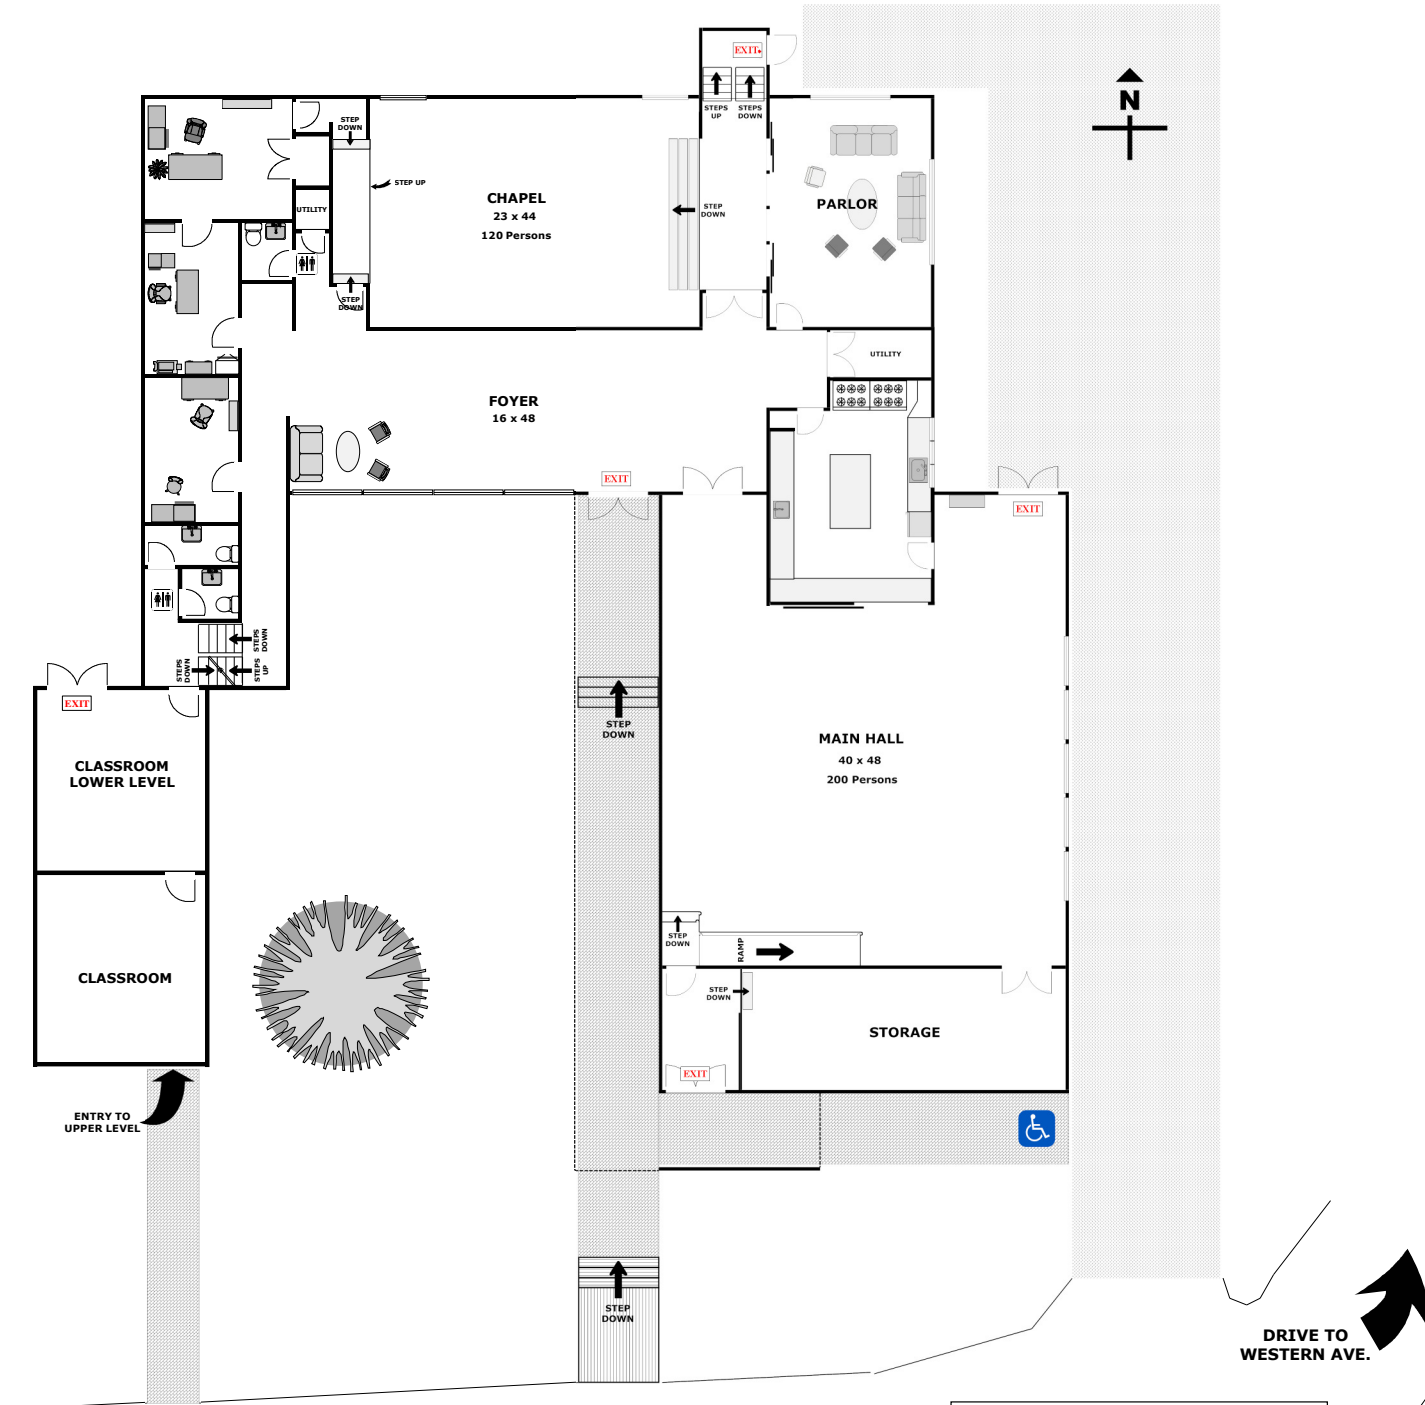 EXIT
N
STEPS
UP
STEPS
DOWN
STEP
DOWN
STEP UP
CHAPEL
23 x 44
120 Persons
STEP
DOWN
PARLOR
UTILITY
STEP
DOWN
UTILITY
FOYER
16 x 48
EXIT
EXIT
STEPS
DOWN
STEPS
DOWN
STEPS
UP
EXIT
STEP
DOWN
MAIN HALL
40 x 48
200 Persons
CLASSROOM
LOWER LEVEL
STEP
DOWN
RAMP
CLASSROOM
STEP
DOWN
STORAGE
EXIT
ENTRY TO
UPPER LEVEL
STEP
DOWN
DRIVE TO
WESTERN AVE.